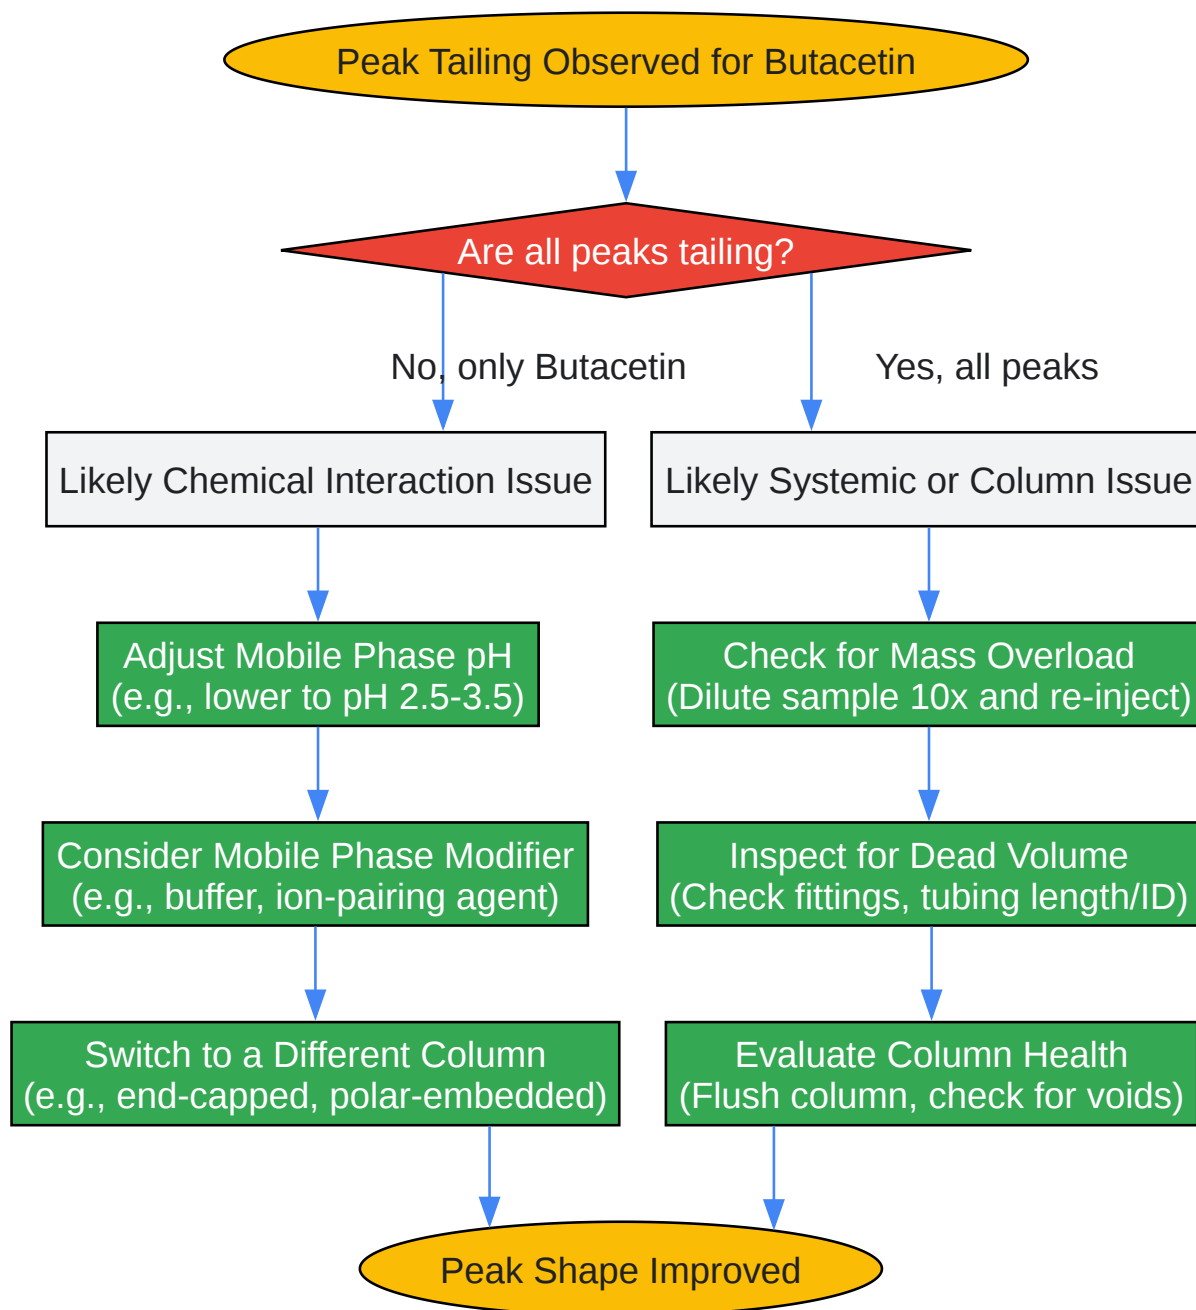 Peak Tailing Observed for Butacetin
Are all peaks tailing?
No, only Butacetin
Yes, all peaks
Likely Chemical Interaction Issue
Likely Systemic or Column Issue
Adjust Mobile Phase pH
(e.g., lower to pH 2.5-3.5)
Check for Mass Overload
(Dilute sample 10x and re-inject)
Consider Mobile Phase Modifier
(e.g., buffer, ion-pairing agent)
Inspect for Dead Volume
(Check fittings, tubing length/ID)
Switch to a Different Column
(e.g., end-capped, polar-embedded)
Evaluate Column Health
(Flush column, check for voids)
Peak Shape Improved